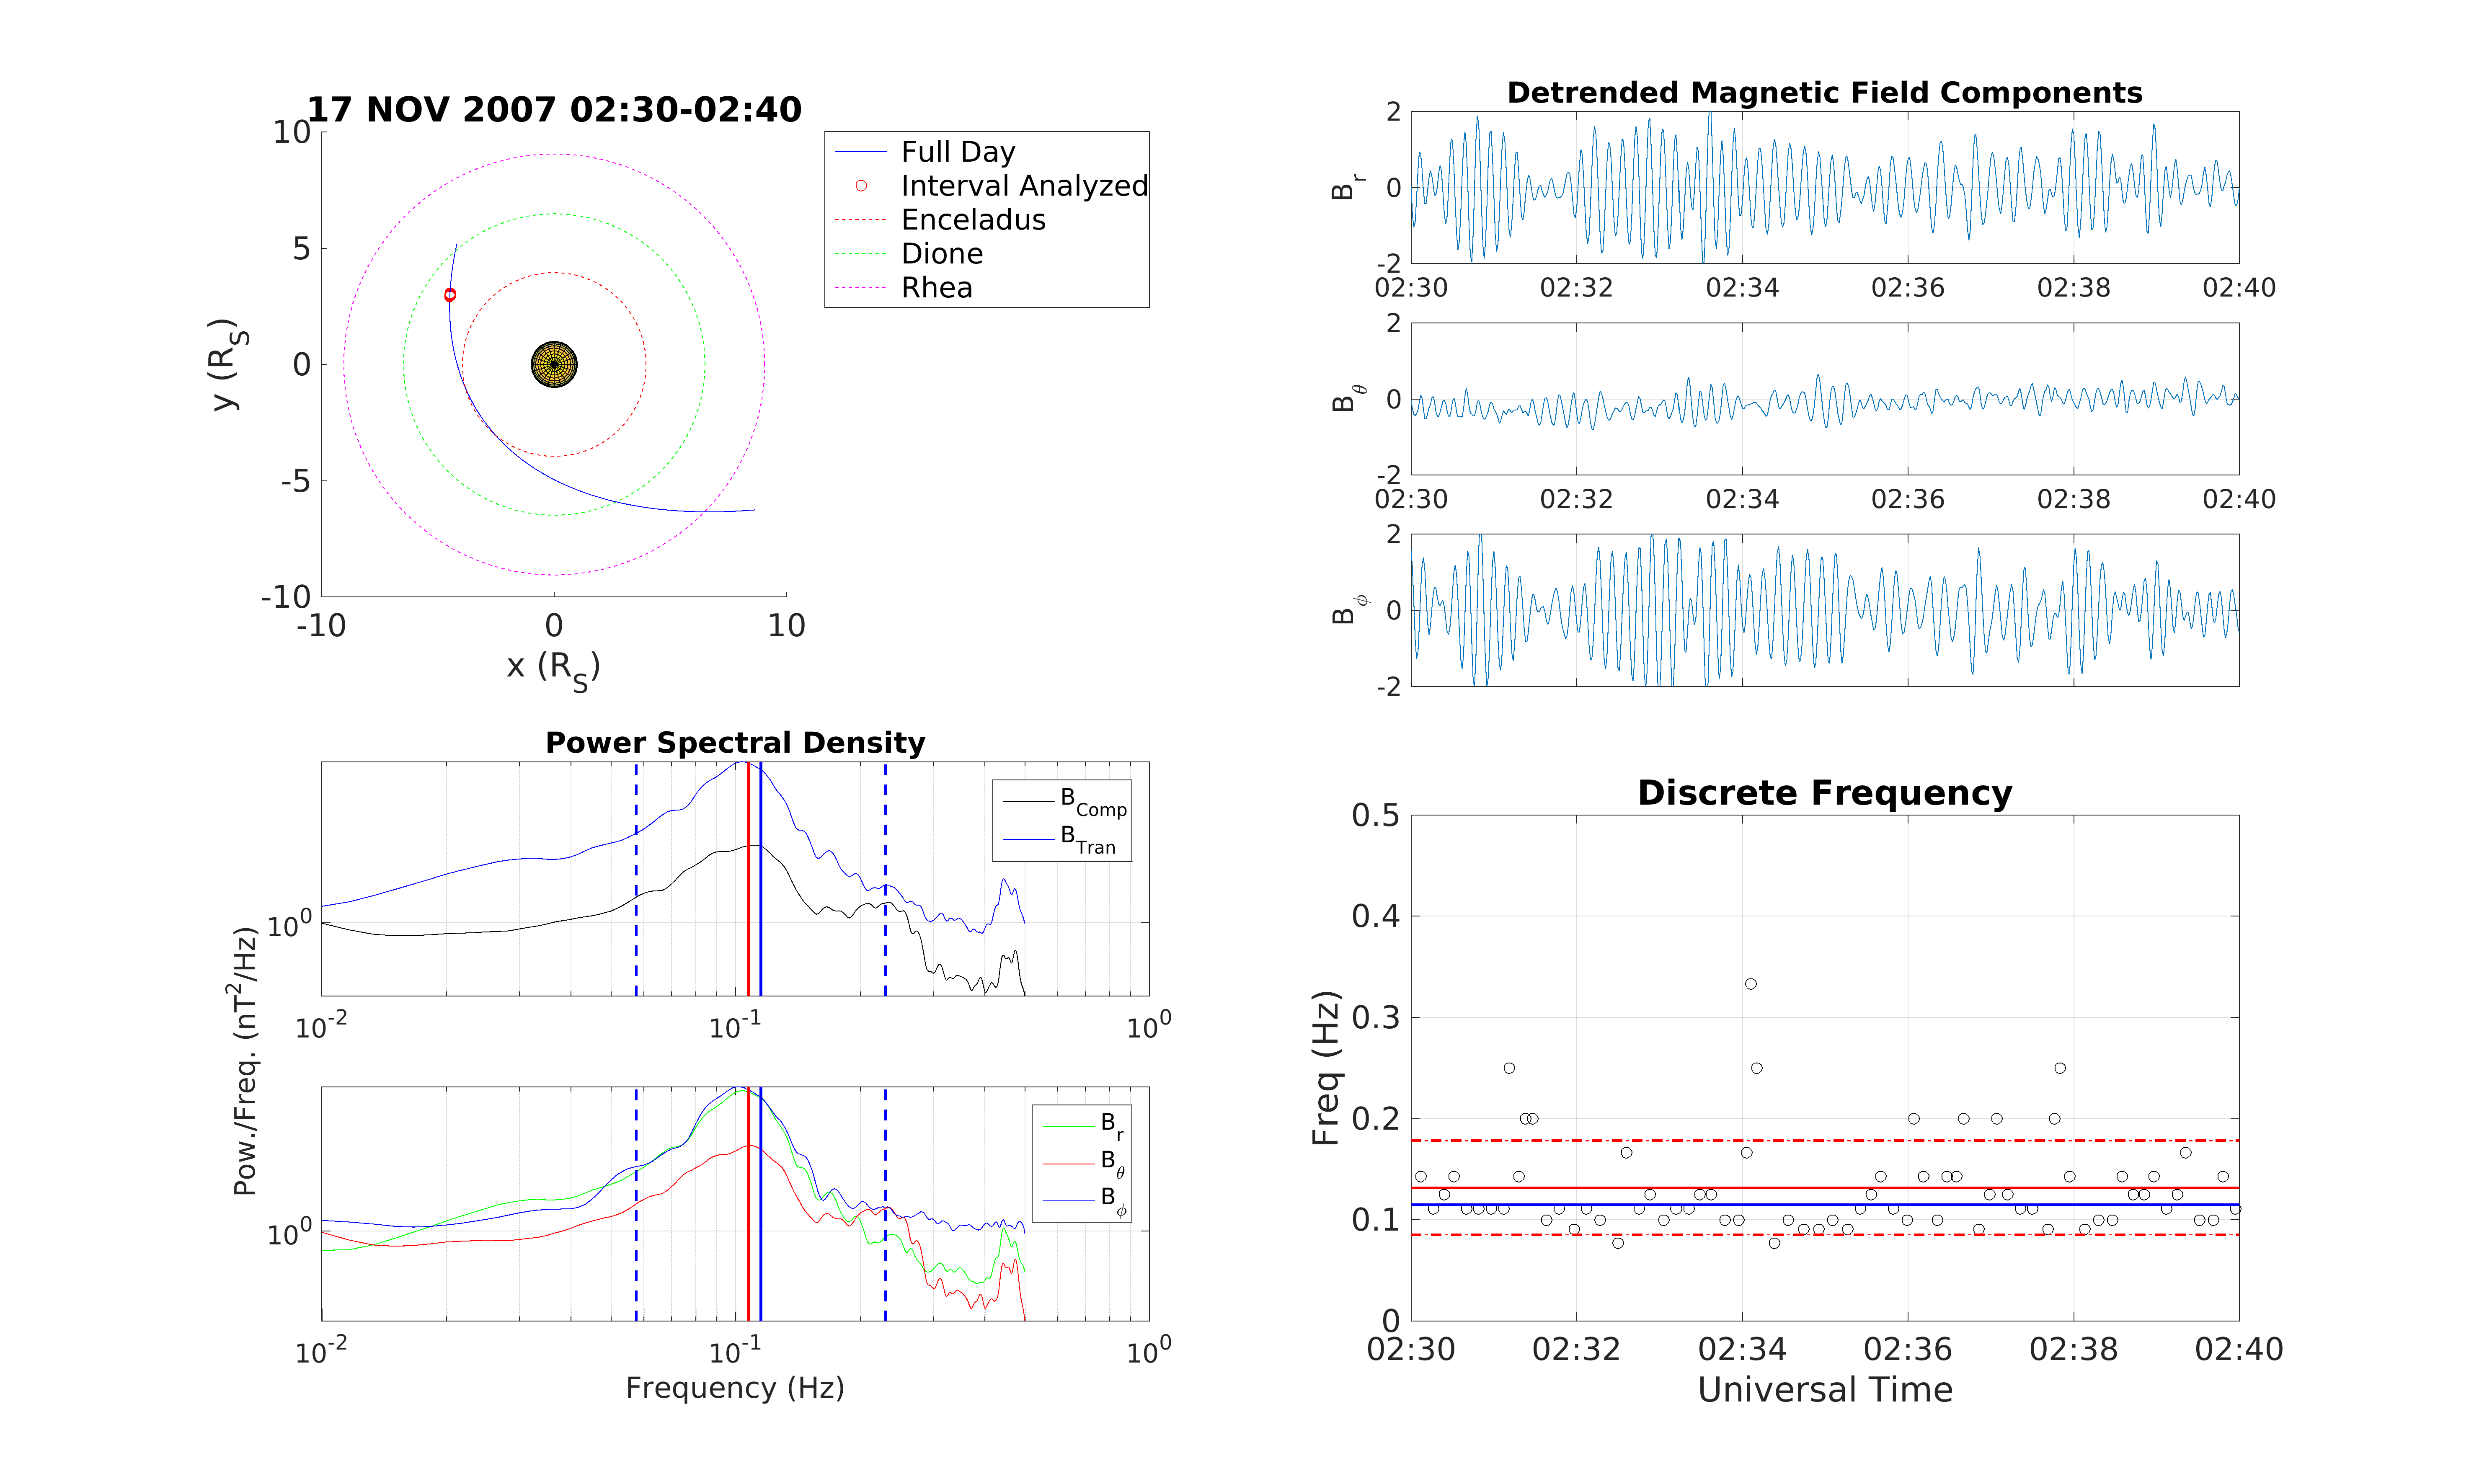 17 NOV 2007 02:30-02:40
10
5
0
-5
-10
-10 0 10
y (R_S)
x (R_S)
Full Day
Interval Analyzed
Enceladus
Dione
Rhea
Detrended Magnetic Field Components
2
0
-2
B_r
02:30 02:32 02:34 02:36 02:38 02:40
2
0
-2
B_θ
02:30 02:32 02:34 02:36 02:38 02:40
2
0
-2
B_ϕ
Power Spectral Density
B_Comp
B_Tran
10^0
10^-2 10^-1 10^0
Pow./Freq. (nT^2/Hz)
B_r
B_θ
B_ϕ
10^0
10^-2 10^-1 10^0
Frequency (Hz)
Discrete Frequency
0.5
0.4
0.3
0.2
0.1
0
Freq (Hz)
02:30 02:32 02:34 02:36 02:38 02:40
Universal Time